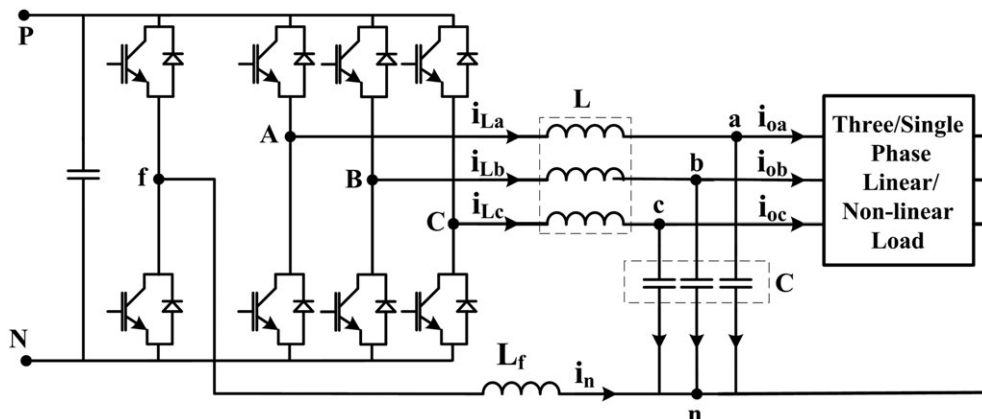 P
A
f
B
C
N
i_La
L
a
i_oa
i_Lb
b
i_ob
i_Lc
c
i_oc
Three/Single
Phase
Linear/
Non-linear
Load
C
L_f
i_n
n